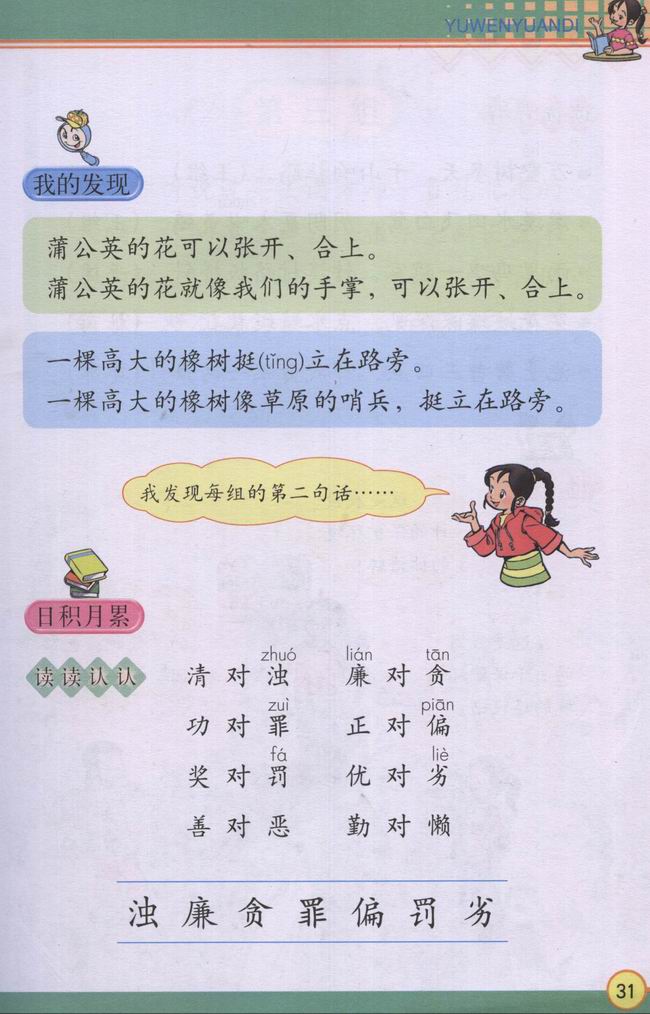 YUWENYUANDI
我的发现
蒲公英的花可以张开、合上。
蒲公英的花就像我们的手掌，可以张开、合上。
一棵高大的橡树挺(tǐng)立在路旁。
一棵高大的橡树像草原的哨兵，挺立在路旁。
我发现每组的第二句话……
日积月累
读读认认
zhuó lián tān
清对浊 廉对贪
zuì piān
功对罪 正对偏
fá liè
奖对罚 优对劣
善对恶 勤对懒
浊廉贪罪偏罚劣
31